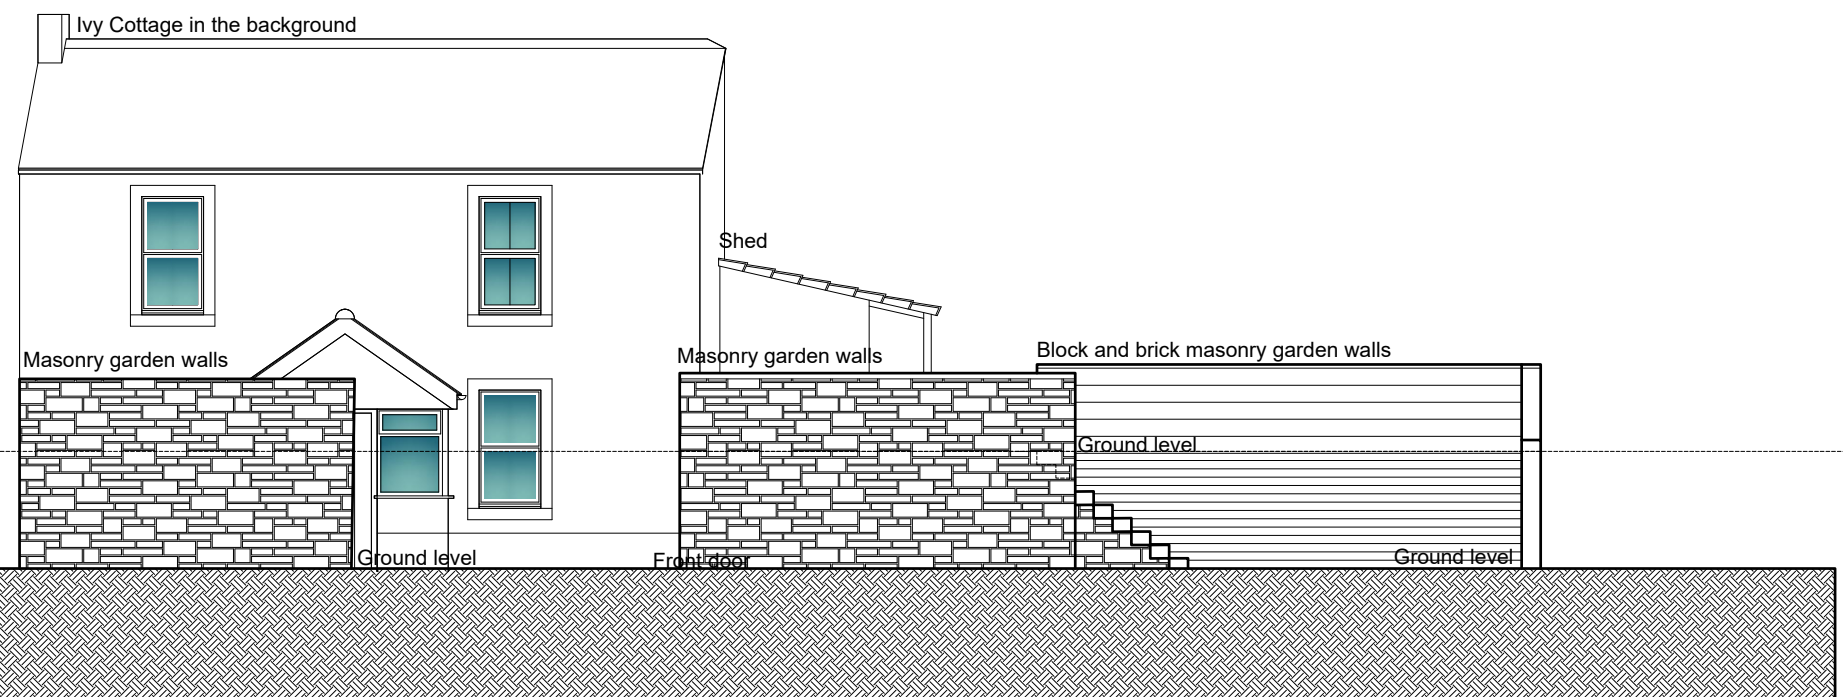 Ivy Cottage in the background
Shed
Masonry garden walls
Masonry garden walls
Block and brick masonry garden walls
Ground level
Ground level
Front door
Ground level